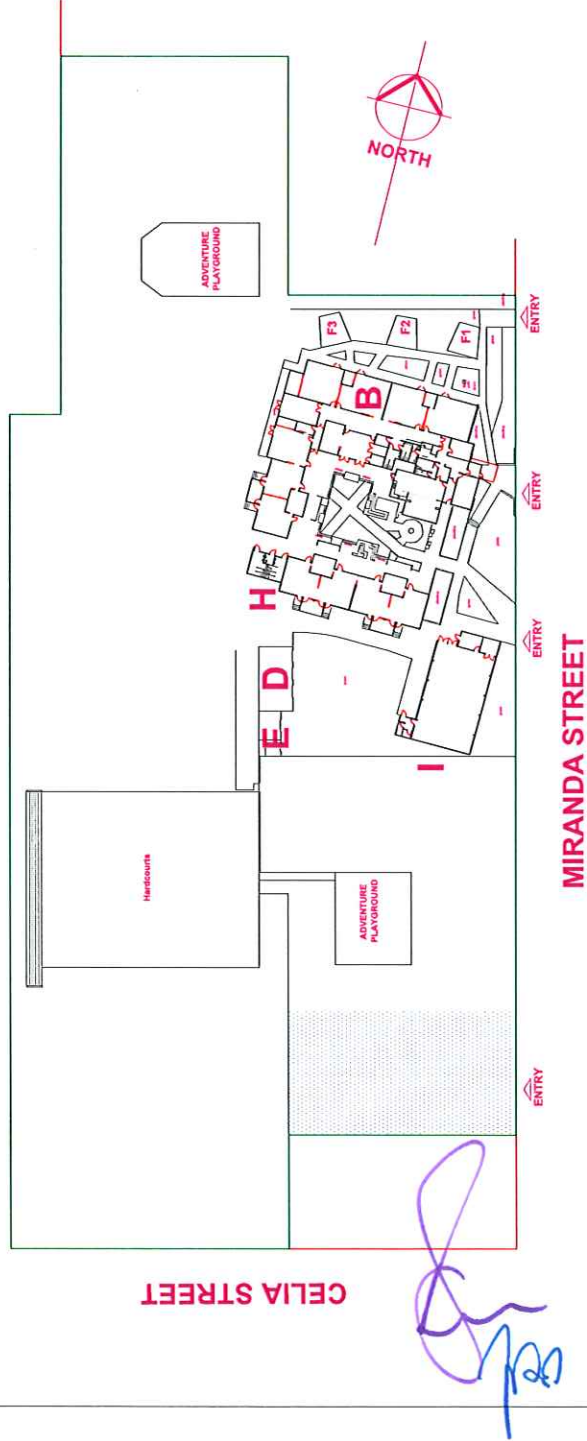 NORTH
ADVENTURE
PLAYGROUND
F3
F2
F1
B
ENTRY
ENTRY
H
D
E
I
ENTRY
Hardcourts
ADVENTURE
PLAYGROUND
ENTRY
MIRANDA STREET
CELIA STREET